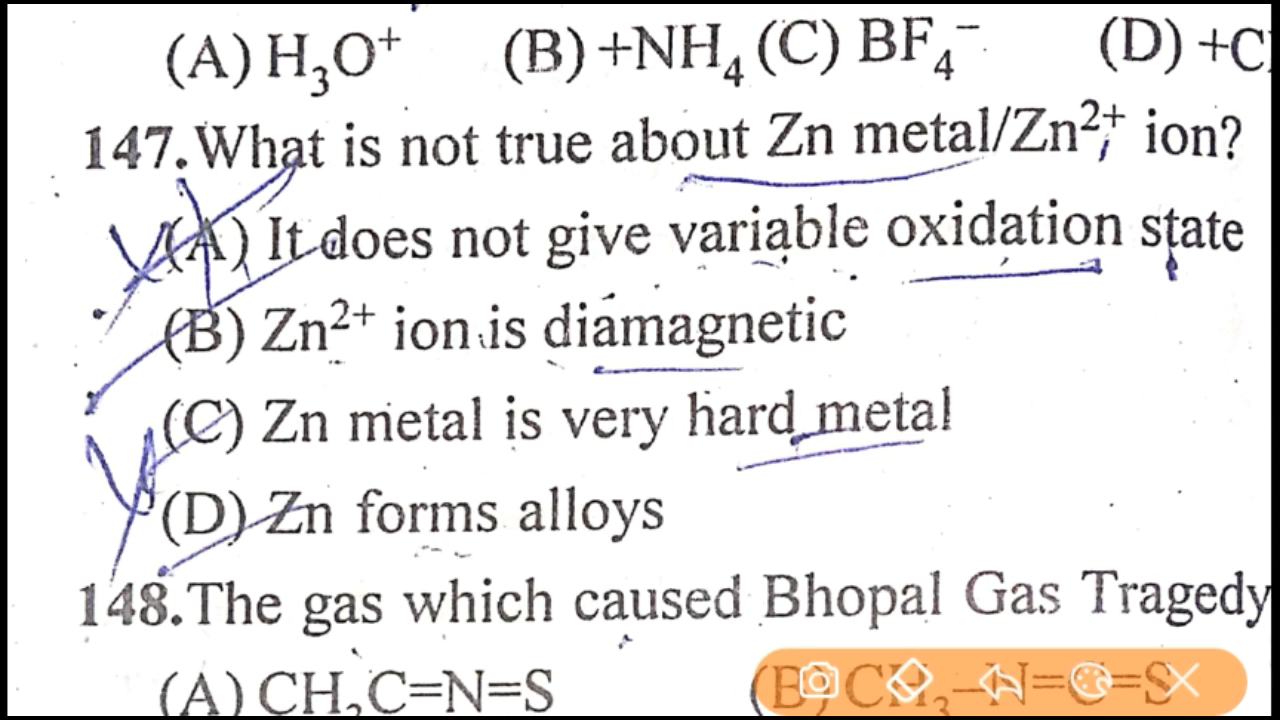 (A) H₃O⁺ (B) +NH₄ (C) BF₄⁻ (D) +C
147. What is not true about Zn metal/Zn²⁺ ion?
(A) It does not give variable oxidation state
(B) Zn²⁺ ion is diamagnetic
(C) Zn metal is very hard metal
(D) Zn forms alloys
148. The gas which caused Bhopal Gas Tragedy
(A) CH₃C=N=S (B) CH₃–N=C=S